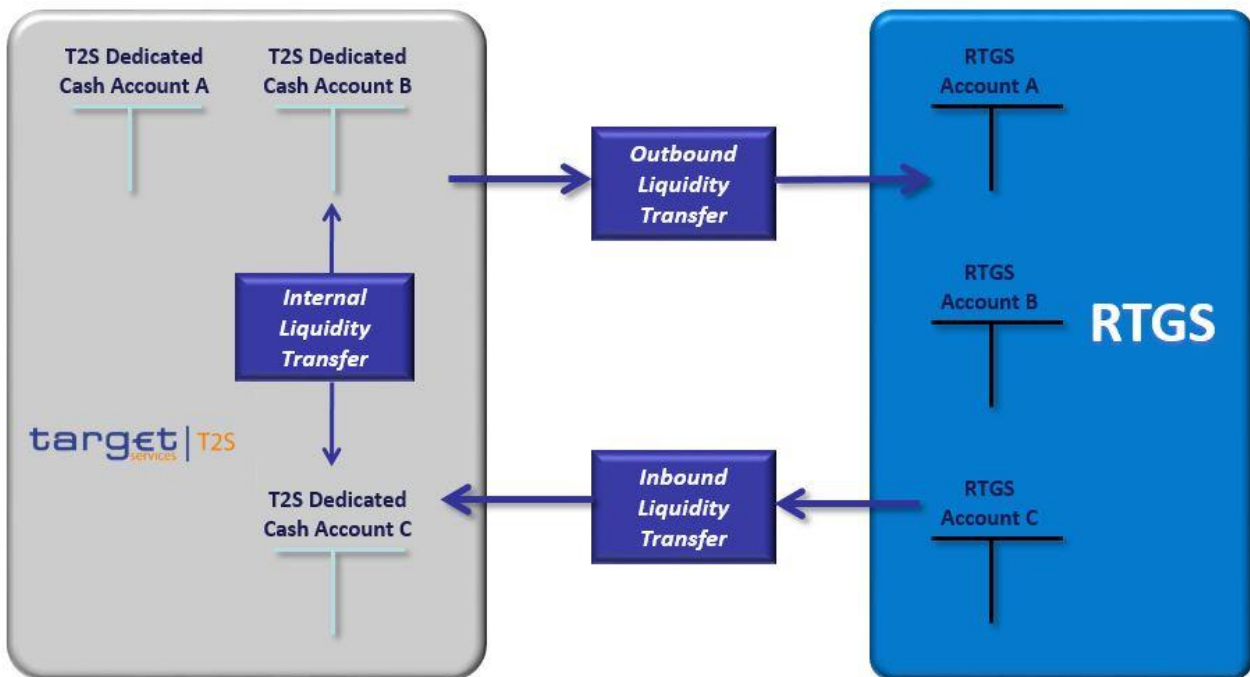 T2S Dedicated
Cash Account A
T2S Dedicated
Cash Account B
RTGS
Account A
Outbound
Liquidity
Transfer
Internal
Liquidity
Transfer
RTGS
Account B
RTGS
target
services
T2S
T2S Dedicated
Cash Account C
Inbound
Liquidity
Transfer
RTGS
Account C